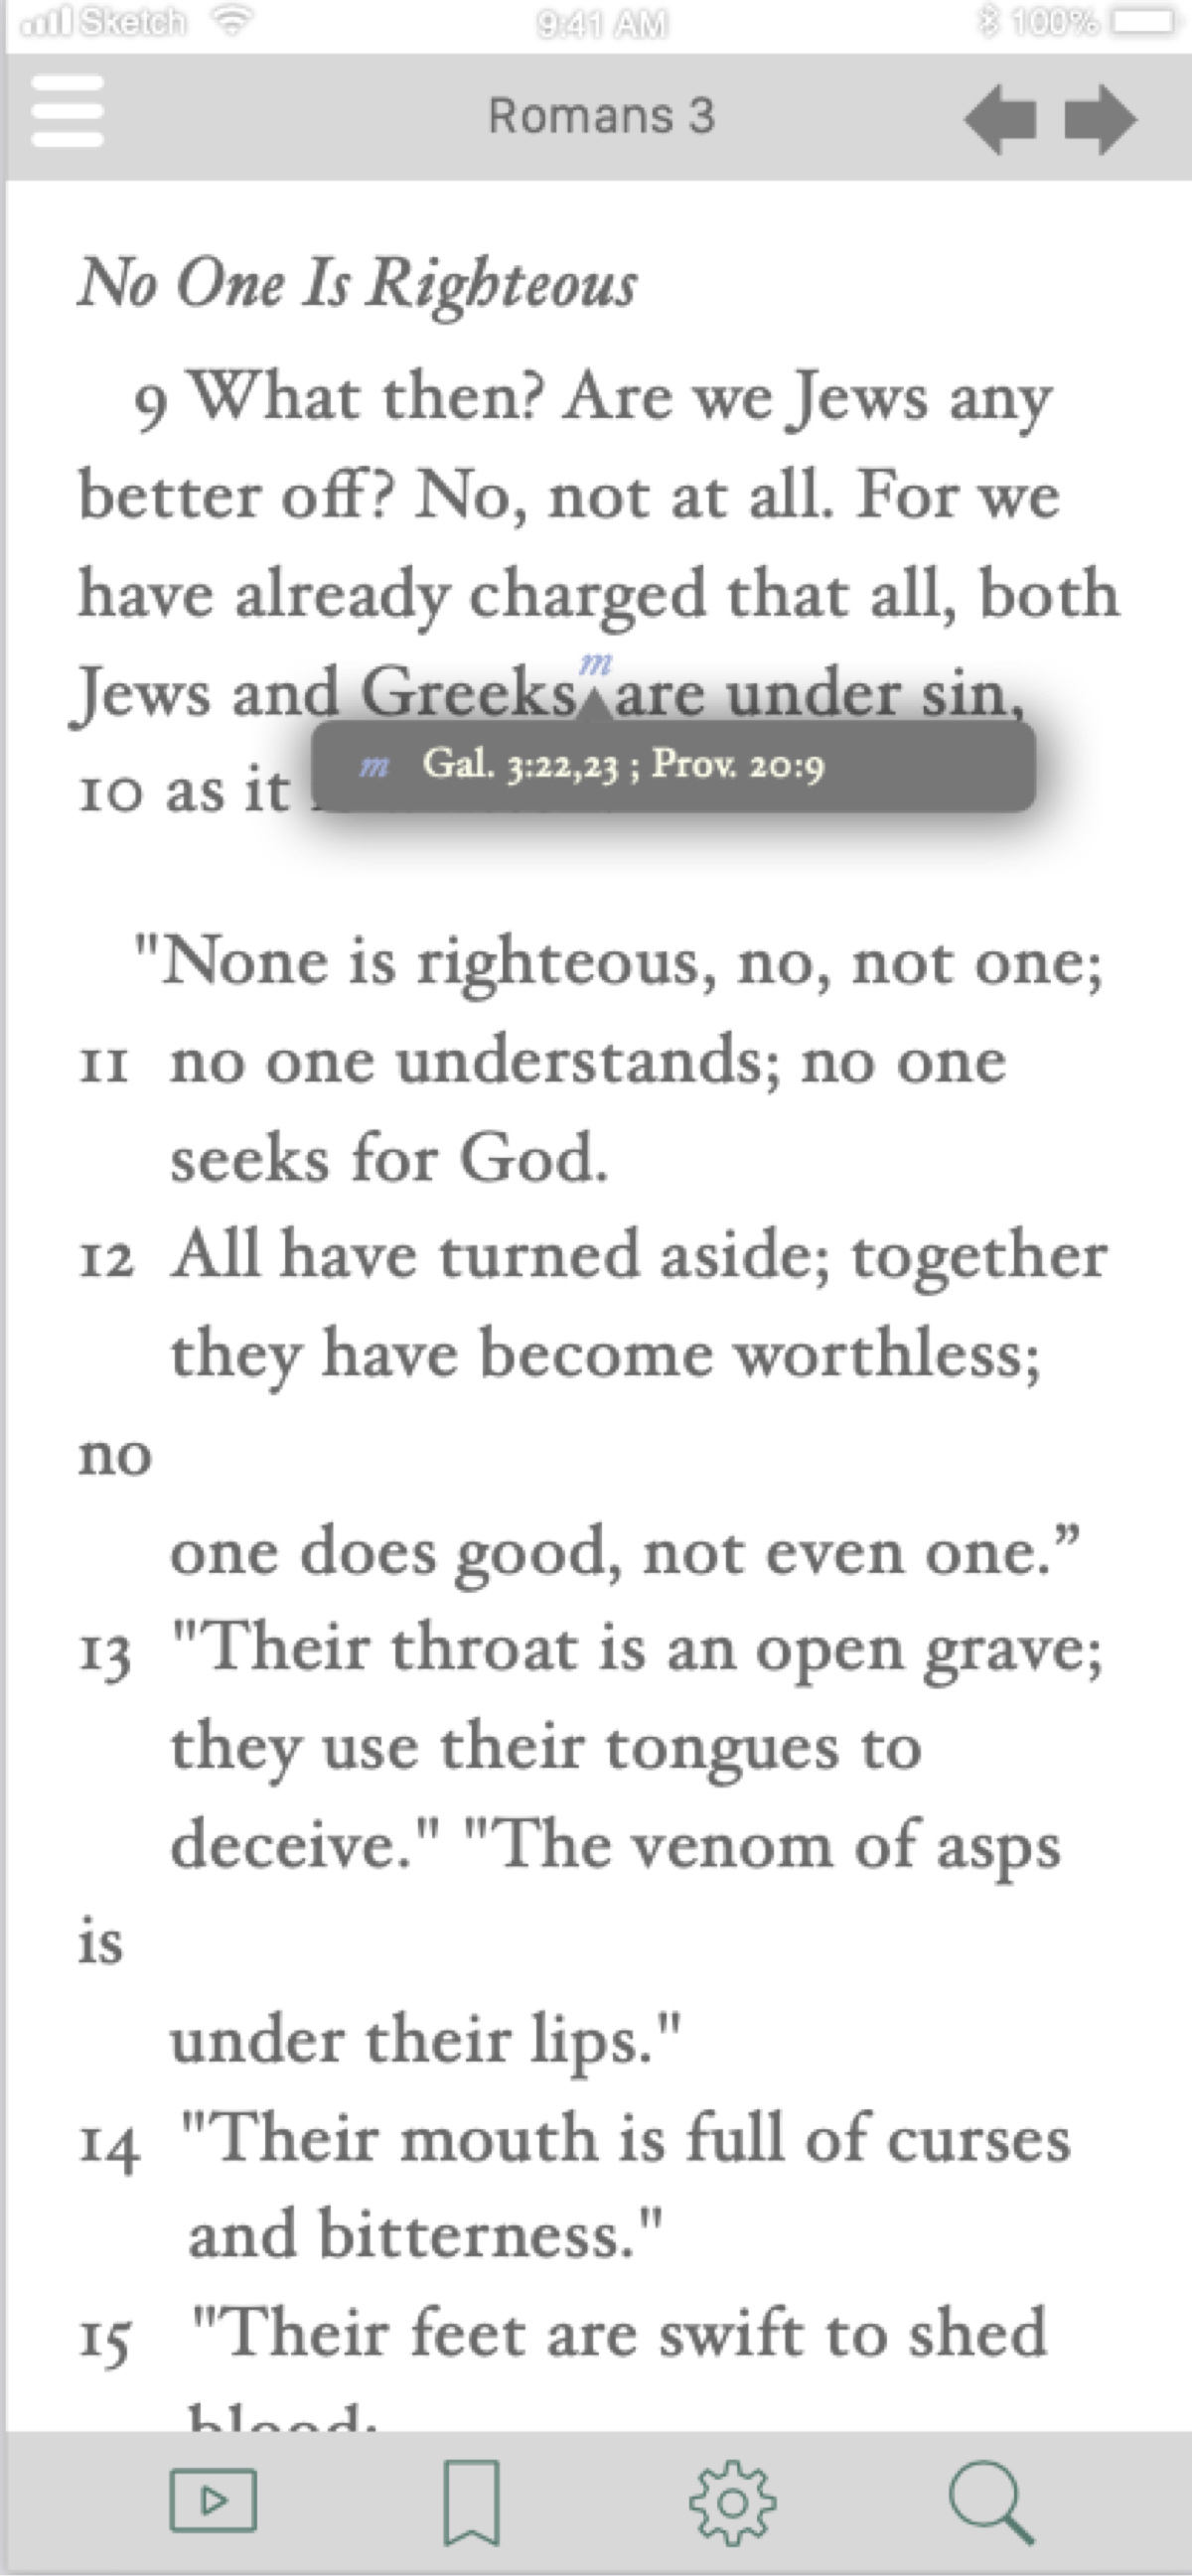 Sketch 9:41 AM 100%
Romans 3
No One Is Righteous
9 What then? Are we Jews any
better off? No, not at all. For we
have already charged that all, both
Jews and Greeks m are under sin,
m Gal. 3:22,23 ; Prov. 20:9
10 as it
"None is righteous, no, not one;
11 no one understands; no one
seeks for God.
12 All have turned aside; together
they have become worthless;
no
one does good, not even one.”
13 "Their throat is an open grave;
they use their tongues to
deceive." "The venom of asps
is
under their lips."
14 "Their mouth is full of curses
and bitterness."
15 "Their feet are swift to shed
blood;